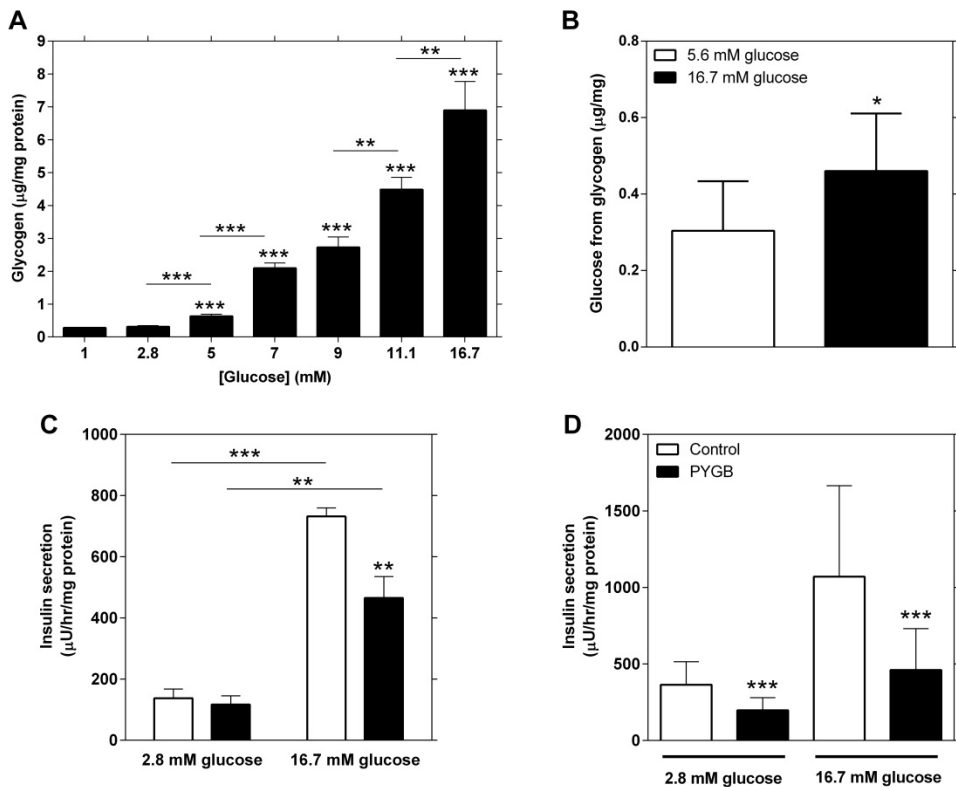 A
Glycogen (µg/mg protein)
9
8
7
6
5
4
3
2
1
0
*** *** *** *** *** *** *** ** **
1 2.8 5 7 9 11.1 16.7
[Glucose] (mM)
B
Glucose from glycogen (µg/mg)
0.8
0.6
0.4
0.2
0.0
5.6 mM glucose
16.7 mM glucose
*
C
Insulin secretion
(µU/hr/mg protein)
1000
800
600
400
200
0
***
**
**
2.8 mM glucose 16.7 mM glucose
D
Insulin secretion
(µU/hr/mg protein)
2000
1500
1000
500
0
Control
PYGB
***
***
2.8 mM glucose 16.7 mM glucose